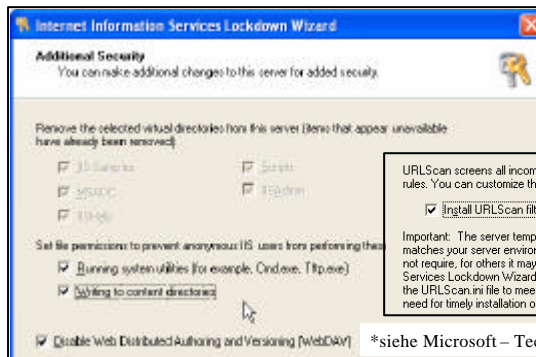 Internet Information Services Lockdown Wizard
Additional Security
You can make additional changes to this server for added security.
Remove the selected virtual directories from this server (items that appear unavailable
have already been removed)
IIS Samples
Scripts
MSADC
IISAdmin
IISHelp
Set file permissions to prevent anonymous IIS users from performing these
Running system utilities (for example, Cmd.exe, Tftp.exe)
Writing to content directories
Disable Web Distributed Authoring and Versioning (WebDAV)
URLScan screens all incom
rules. You can customize th
Install URLScan filt
Important: The server temp
matches your server environ
not require, for others it may
Services Lockdown Wizard
the URLScan.ini file to mee
need for timely installation o
*siehe Microsoft – Tec